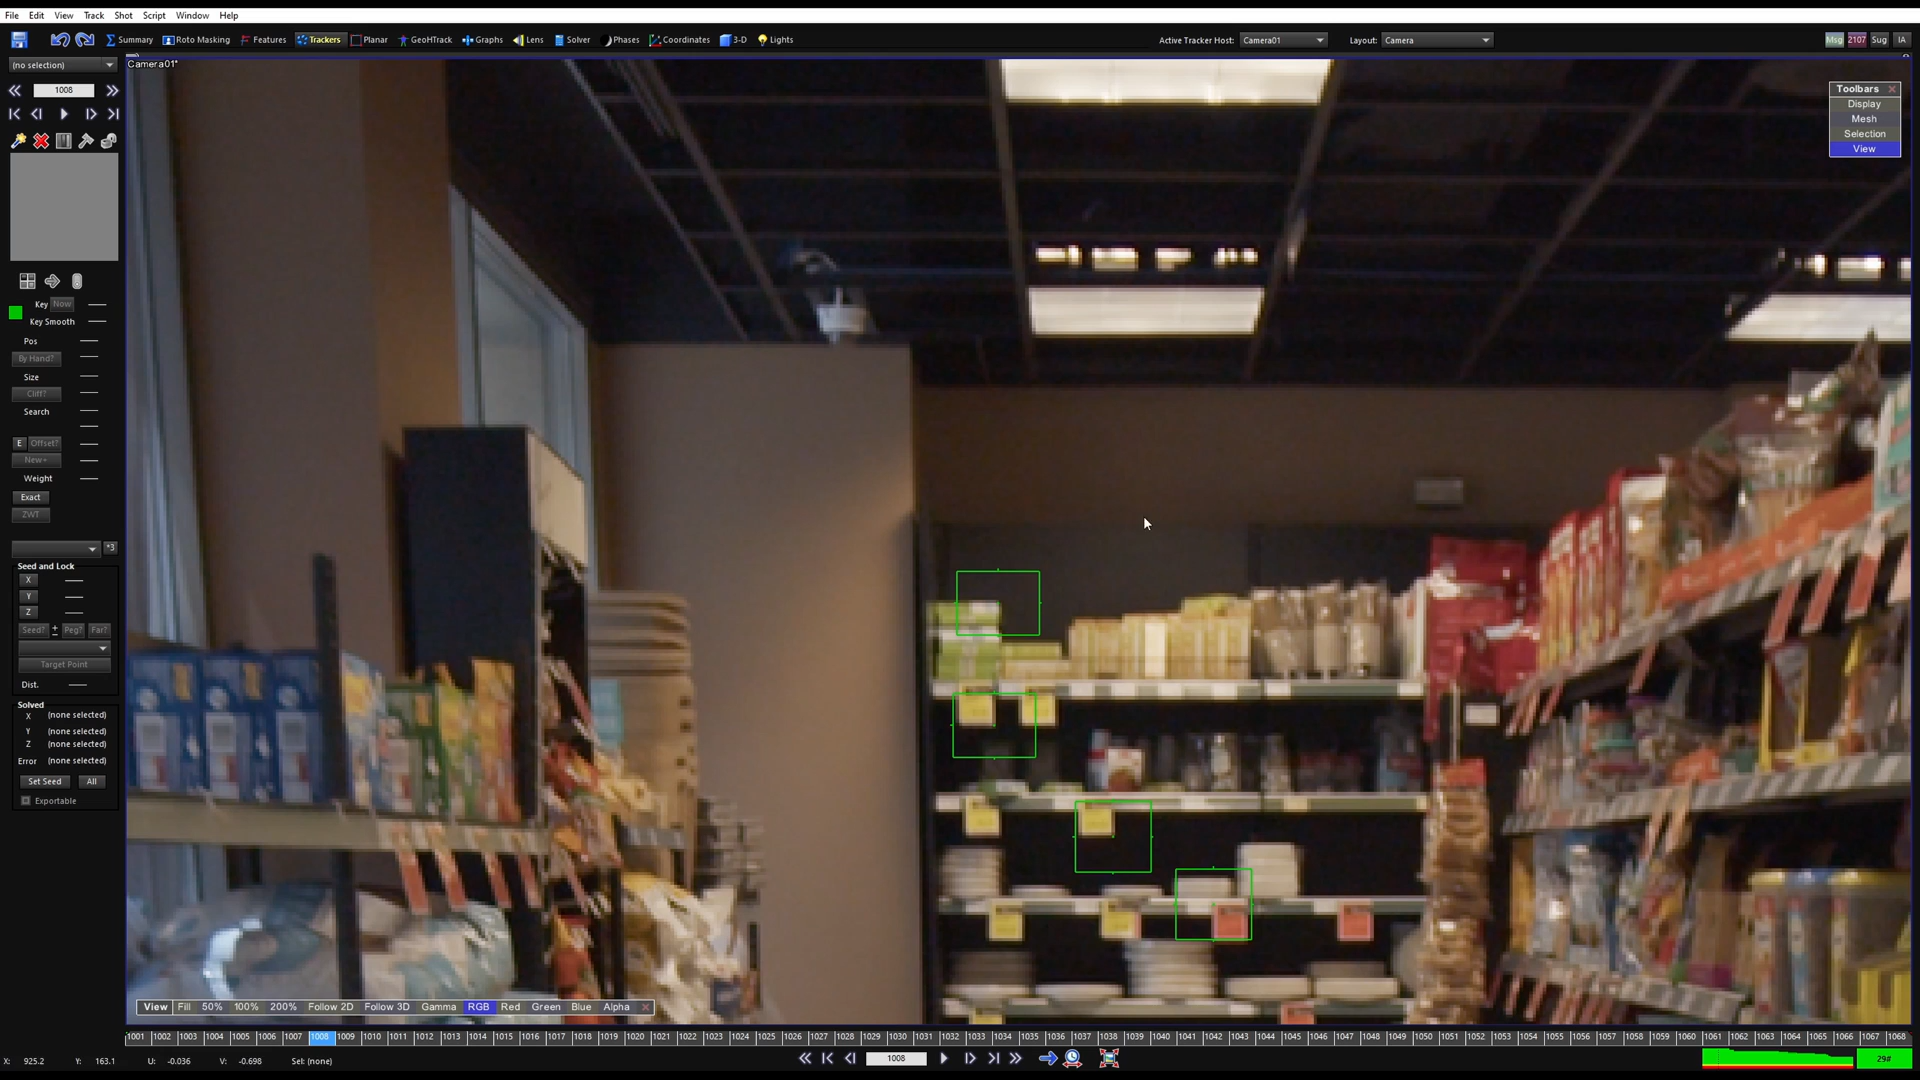 File Edit View Track Shot Script Window Help
Summary Roto Masking Features Trackers Planar GeoHTrack Graphs Lens Solver Phases Coordinates 3-D Lights Active Tracker Host: Camera01 Layout: Camera Msg 2107 Sug IA
(no selection)
Camera01*
1008
Toolbars
Display
Mesh
Selection
View
Key Now
Key Smooth
Pos
By Hand?
Size
Cliff?
Search
E Offset?
New+
Weight
Exact
ZWT
*3
Seed and Lock
X
Y
Z
Seed? ± Peg? Far?
Target Point
Dist.
Solved
X (none selected)
Y (none selected)
Z (none selected)
Error (none selected)
Set Seed All
Exportable
View Fill 50% 100% 200% Follow 2D Follow 3D Gamma RGB Red Green Blue Alpha
1001 1002 1003 1004 1005 1006 1007 1008 1009 1010 1011 1012 1013 1014 1015 1016 1017 1018 1019 1020 1021 1022 1023 1024 1025 1026 1027 1028 1029 1030 1031 1032 1033 1034 1035 1036 1037 1038 1039 1040 1041 1042 1043 1044 1045 1046 1047 1048 1049 1050 1051 1052 1053 1054 1055 1056 1057 1058 1059 1060 1061 1062 1063 1064 1065 1066 1067 1068
X: 925.2 Y: 163.1 U: -0.036 V: -0.698 Sel: (none) 1008 29#